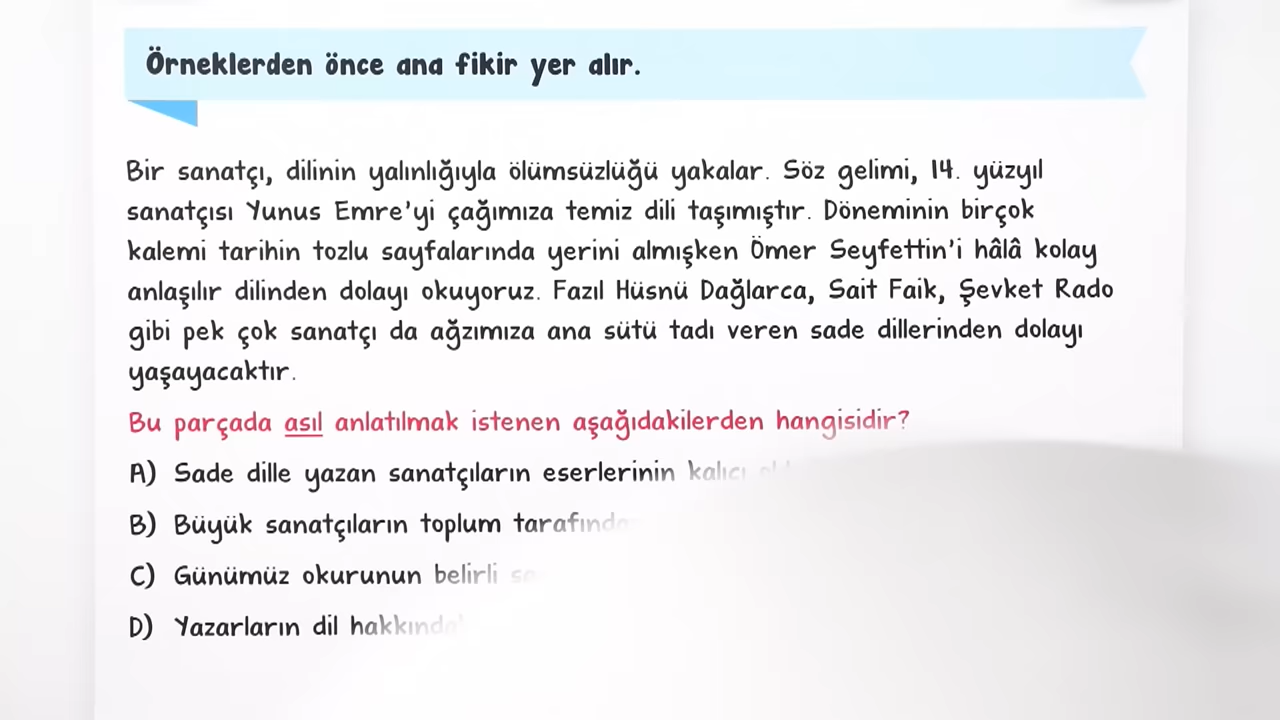 Örneklerden önce ana fikir yer alır.
Bir sanatçı, dilinin yalınlığıyla ölümsüzlüğü yakalar. Söz gelimi, 14. yüzyıl
sanatçısı Yunus Emre'yi çağımıza temiz dili taşımıştır. Döneminin birçok
kalemi tarihin tozlu sayfalarında yerini almışken Ömer Seyfettin'i hâlâ kolay
anlaşılır dilinden dolayı okuyoruz. Fazıl Hüsnü Dağlarca, Sait Faik, Şevket Rado
gibi pek çok sanatçı da ağzımıza ana sütü tadı veren sade dillerinden dolayı
yaşayacaktır.
Bu parçada asıl anlatılmak istenen aşağıdakilerden hangisidir?
A) Sade dille yazan sanatçıların eserlerinin kalıcı
B) Büyük sanatçıların toplum
C) Günümüz okurunun belirli
D) Yazarların dil